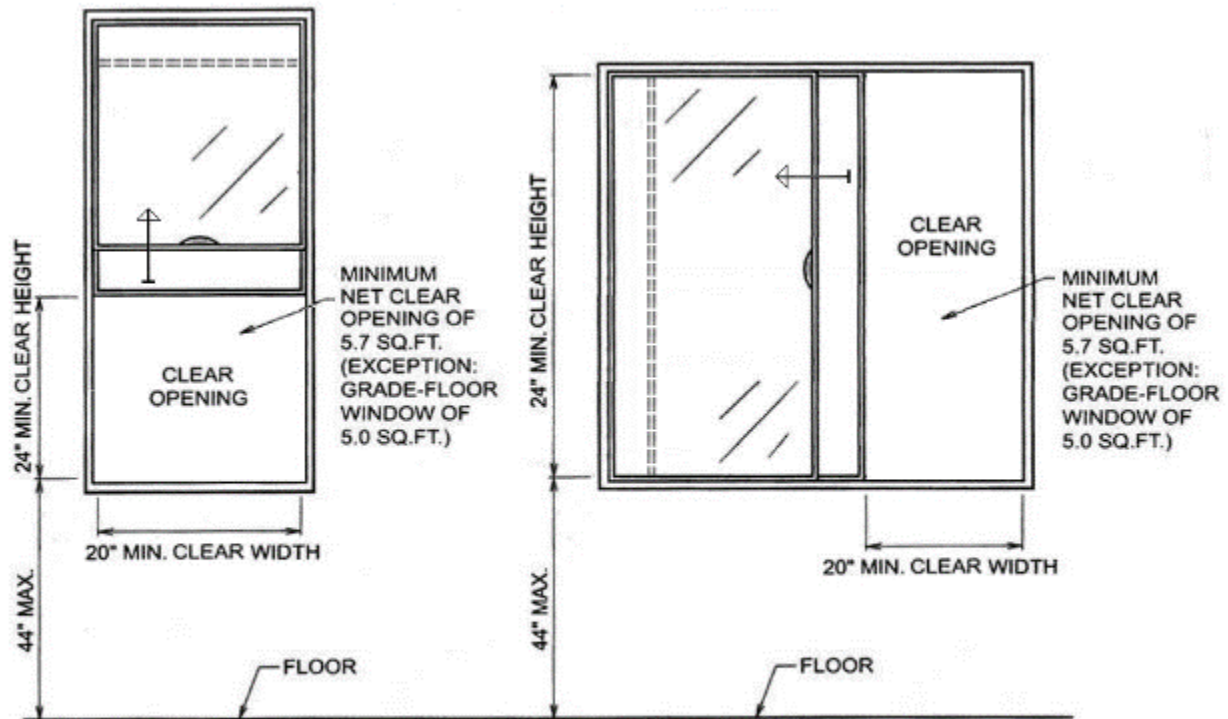 24" MIN. CLEAR HEIGHT
CLEAR
OPENING
MINIMUM
NET CLEAR
OPENING OF
5.7 SQ.FT.
(EXCEPTION:
GRADE-FLOOR
WINDOW OF
5.0 SQ.FT.)
20" MIN. CLEAR WIDTH
44" MAX.
FLOOR
24" MIN. CLEAR HEIGHT
CLEAR
OPENING
MINIMUM
NET CLEAR
OPENING OF
5.7 SQ.FT.
(EXCEPTION:
GRADE-FLOOR
WINDOW OF
5.0 SQ.FT.)
20" MIN. CLEAR WIDTH
44" MAX.
FLOOR